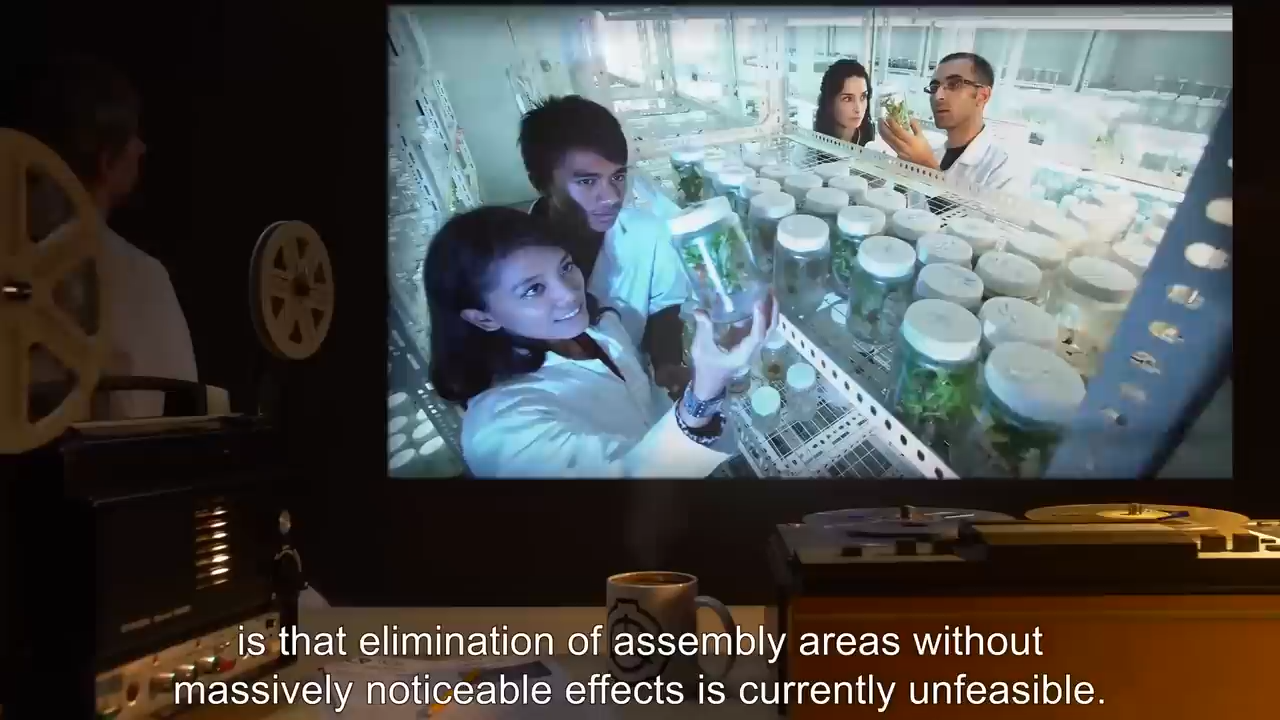 is that elimination of assembly areas without
massively noticeable effects is currently unfeasible.